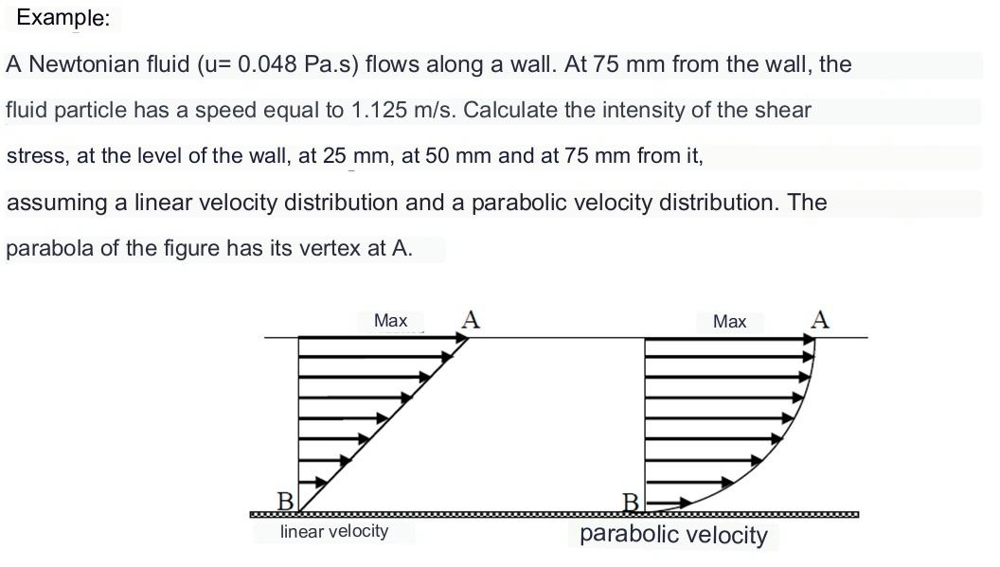 Example:
A Newtonian fluid (u= 0.048 Pa.s) flows along a wall. At 75 mm from the wall, the
fluid particle has a speed equal to 1.125 m/s. Calculate the intensity of the shear
stress, at the level of the wall, at 25 mm, at 50 mm and at 75 mm from it,
assuming a linear velocity distribution and a parabolic velocity distribution. The
parabola of the figure has its vertex at A.
Max A Max A
B B
linear velocity parabolic velocity